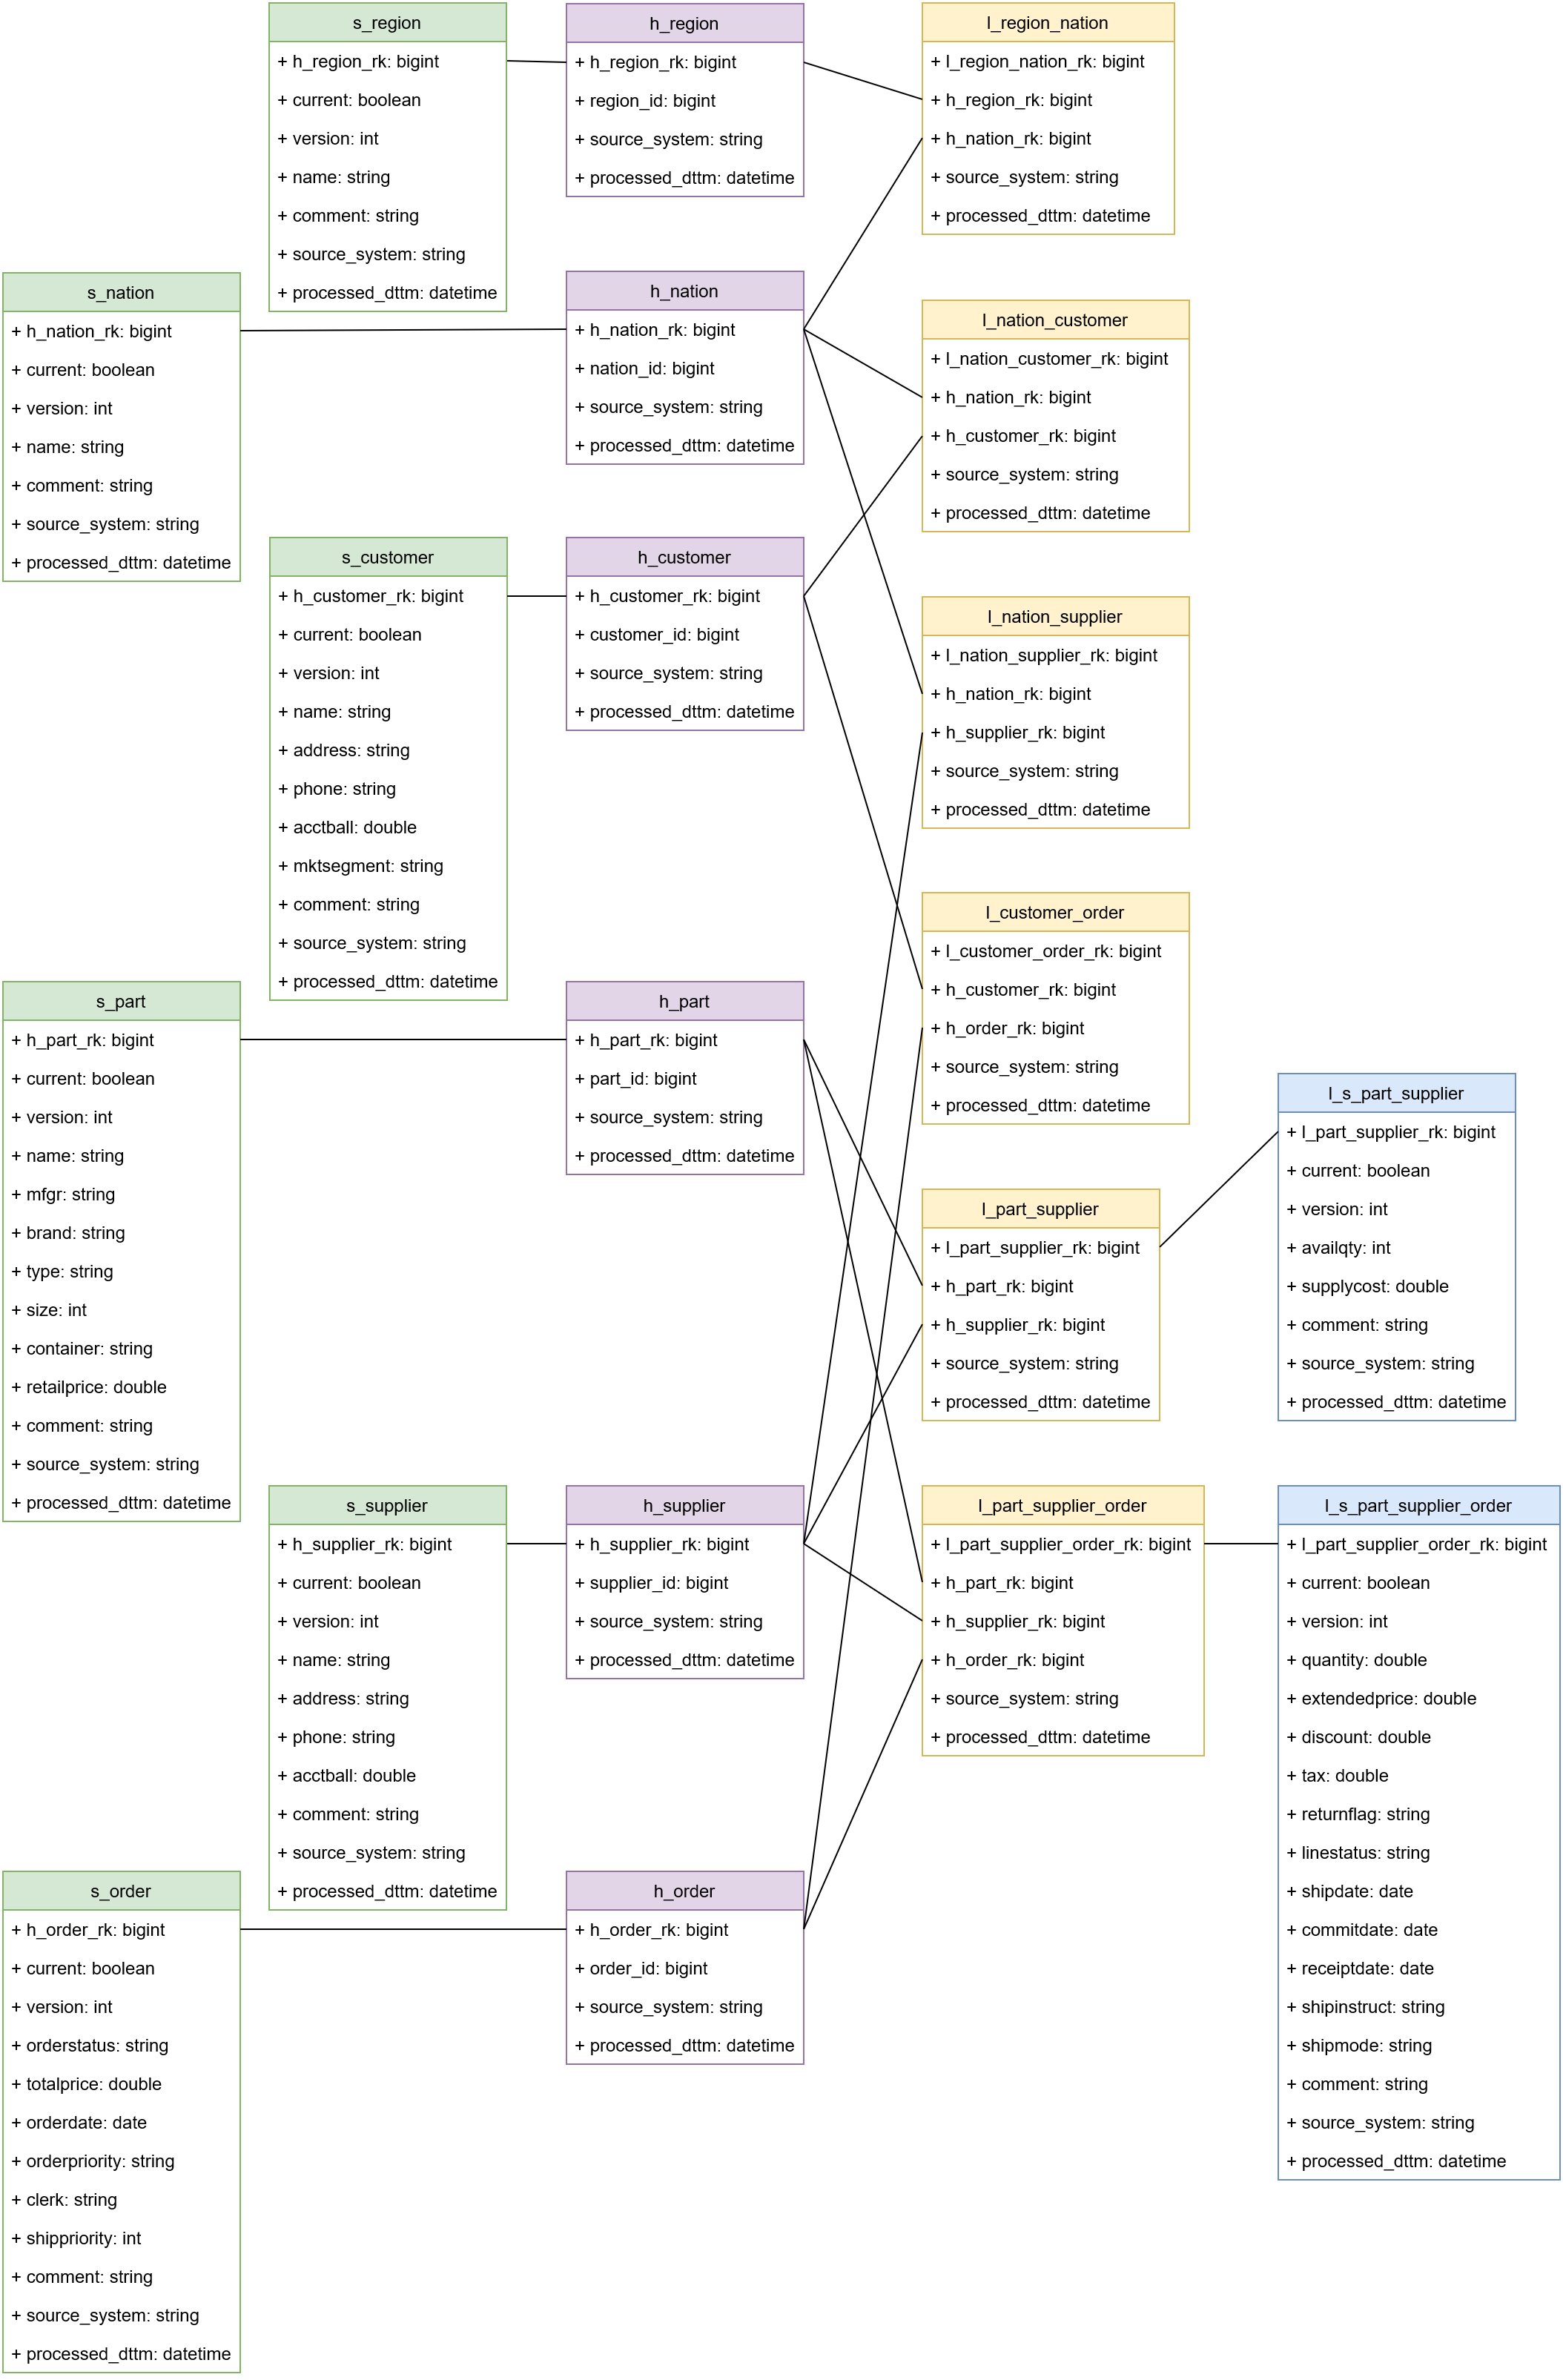 s_region
+ h_region_rk: bigint
+ current: boolean
+ version: int
+ name: string
+ comment: string
+ source_system: string
+ processed_dttm: datetime
h_region
+ h_region_rk: bigint
+ region_id: bigint
+ source_system: string
+ processed_dttm: datetime
l_region_nation
+ l_region_nation_rk: bigint
+ h_region_rk: bigint
+ h_nation_rk: bigint
+ source_system: string
+ processed_dttm: datetime
s_nation
+ h_nation_rk: bigint
+ current: boolean
+ version: int
+ name: string
+ comment: string
+ source_system: string
+ processed_dttm: datetime
h_nation
+ h_nation_rk: bigint
+ nation_id: bigint
+ source_system: string
+ processed_dttm: datetime
l_nation_customer
+ l_nation_customer_rk: bigint
+ h_nation_rk: bigint
+ h_customer_rk: bigint
+ source_system: string
+ processed_dttm: datetime
s_customer
+ h_customer_rk: bigint
+ current: boolean
+ version: int
+ name: string
+ address: string
+ phone: string
+ acctball: double
+ mktsegment: string
+ comment: string
+ source_system: string
+ processed_dttm: datetime
h_customer
+ h_customer_rk: bigint
+ customer_id: bigint
+ source_system: string
+ processed_dttm: datetime
l_nation_supplier
+ l_nation_supplier_rk: bigint
+ h_nation_rk: bigint
+ h_supplier_rk: bigint
+ source_system: string
+ processed_dttm: datetime
l_customer_order
+ l_customer_order_rk: bigint
+ h_customer_rk: bigint
+ h_order_rk: bigint
+ source_system: string
+ processed_dttm: datetime
s_part
+ h_part_rk: bigint
+ current: boolean
+ version: int
+ name: string
+ mfgr: string
+ brand: string
+ type: string
+ size: int
+ container: string
+ retailprice: double
+ comment: string
+ source_system: string
+ processed_dttm: datetime
h_part
+ h_part_rk: bigint
+ part_id: bigint
+ source_system: string
+ processed_dttm: datetime
l_part_supplier
+ l_part_supplier_rk: bigint
+ h_part_rk: bigint
+ h_supplier_rk: bigint
+ source_system: string
+ processed_dttm: datetime
l_s_part_supplier
+ l_part_supplier_rk: bigint
+ current: boolean
+ version: int
+ availqty: int
+ supplycost: double
+ comment: string
+ source_system: string
+ processed_dttm: datetime
s_supplier
+ h_supplier_rk: bigint
+ current: boolean
+ version: int
+ name: string
+ address: string
+ phone: string
+ acctball: double
+ comment: string
+ source_system: string
+ processed_dttm: datetime
h_supplier
+ h_supplier_rk: bigint
+ supplier_id: bigint
+ source_system: string
+ processed_dttm: datetime
l_part_supplier_order
+ l_part_supplier_order_rk: bigint
+ h_part_rk: bigint
+ h_supplier_rk: bigint
+ h_order_rk: bigint
+ source_system: string
+ processed_dttm: datetime
l_s_part_supplier_order
+ l_part_supplier_order_rk: bigint
+ current: boolean
+ version: int
+ quantity: double
+ extendedprice: double
+ discount: double
+ tax: double
+ returnflag: string
+ linestatus: string
+ shipdate: date
+ commitdate: date
+ receiptdate: date
+ shipinstruct: string
+ shipmode: string
+ comment: string
+ source_system: string
+ processed_dttm: datetime
s_order
+ h_order_rk: bigint
+ current: boolean
+ version: int
+ orderstatus: string
+ totalprice: double
+ orderdate: date
+ orderpriority: string
+ clerk: string
+ shippriority: int
+ comment: string
+ source_system: string
+ processed_dttm: datetime
h_order
+ h_order_rk: bigint
+ order_id: bigint
+ source_system: string
+ processed_dttm: datetime